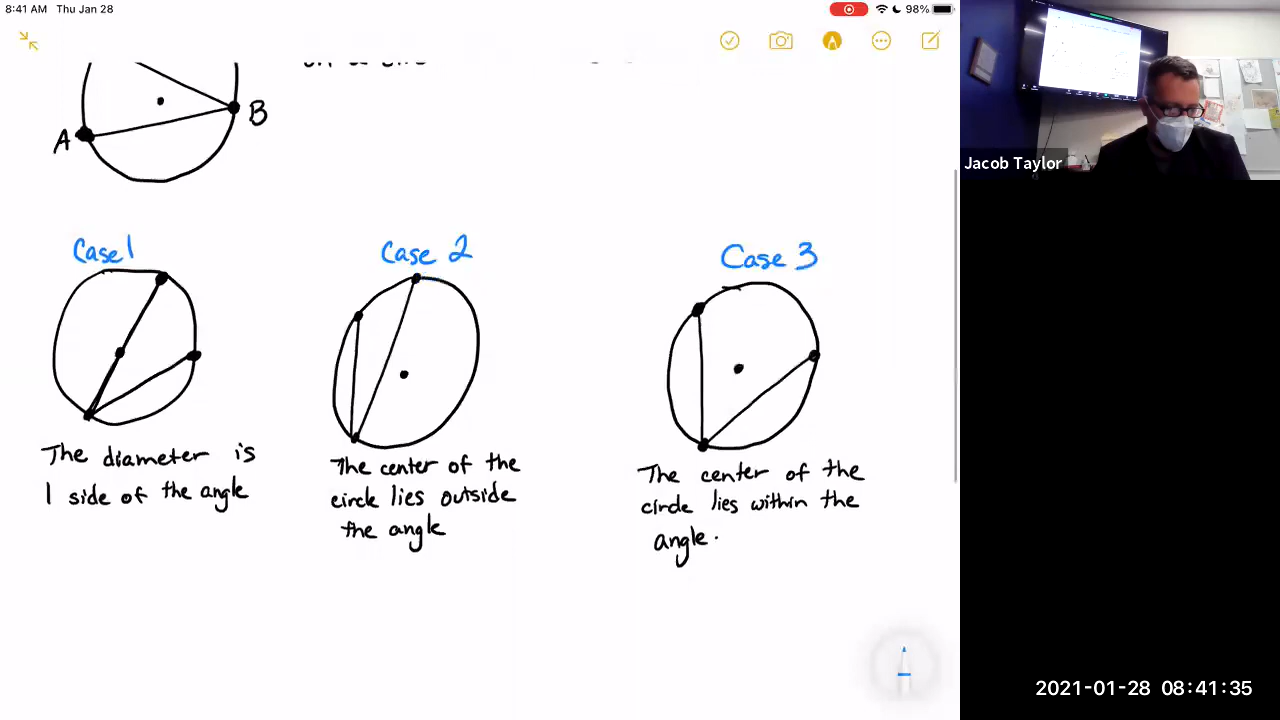 8:41 AM Thu Jan 28
98%
B
A
Jacob Taylor
Case 1
Case 2
Case 3
The diameter is
1 side of the angle
The center of the
circle lies outside
the angle
The center of the
circle lies within the
angle.
2021-01-28 08:41:35